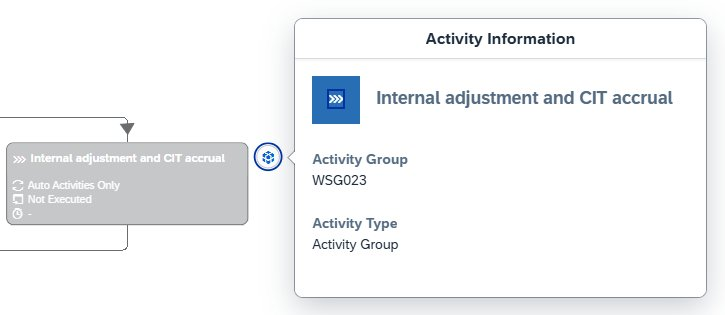 Activity Information
Internal adjustment and CIT accrual
Activity Group
WSG023
Activity Type
Activity Group
Internal adjustment and CIT accrual
Auto Activities Only
Not Executed
-